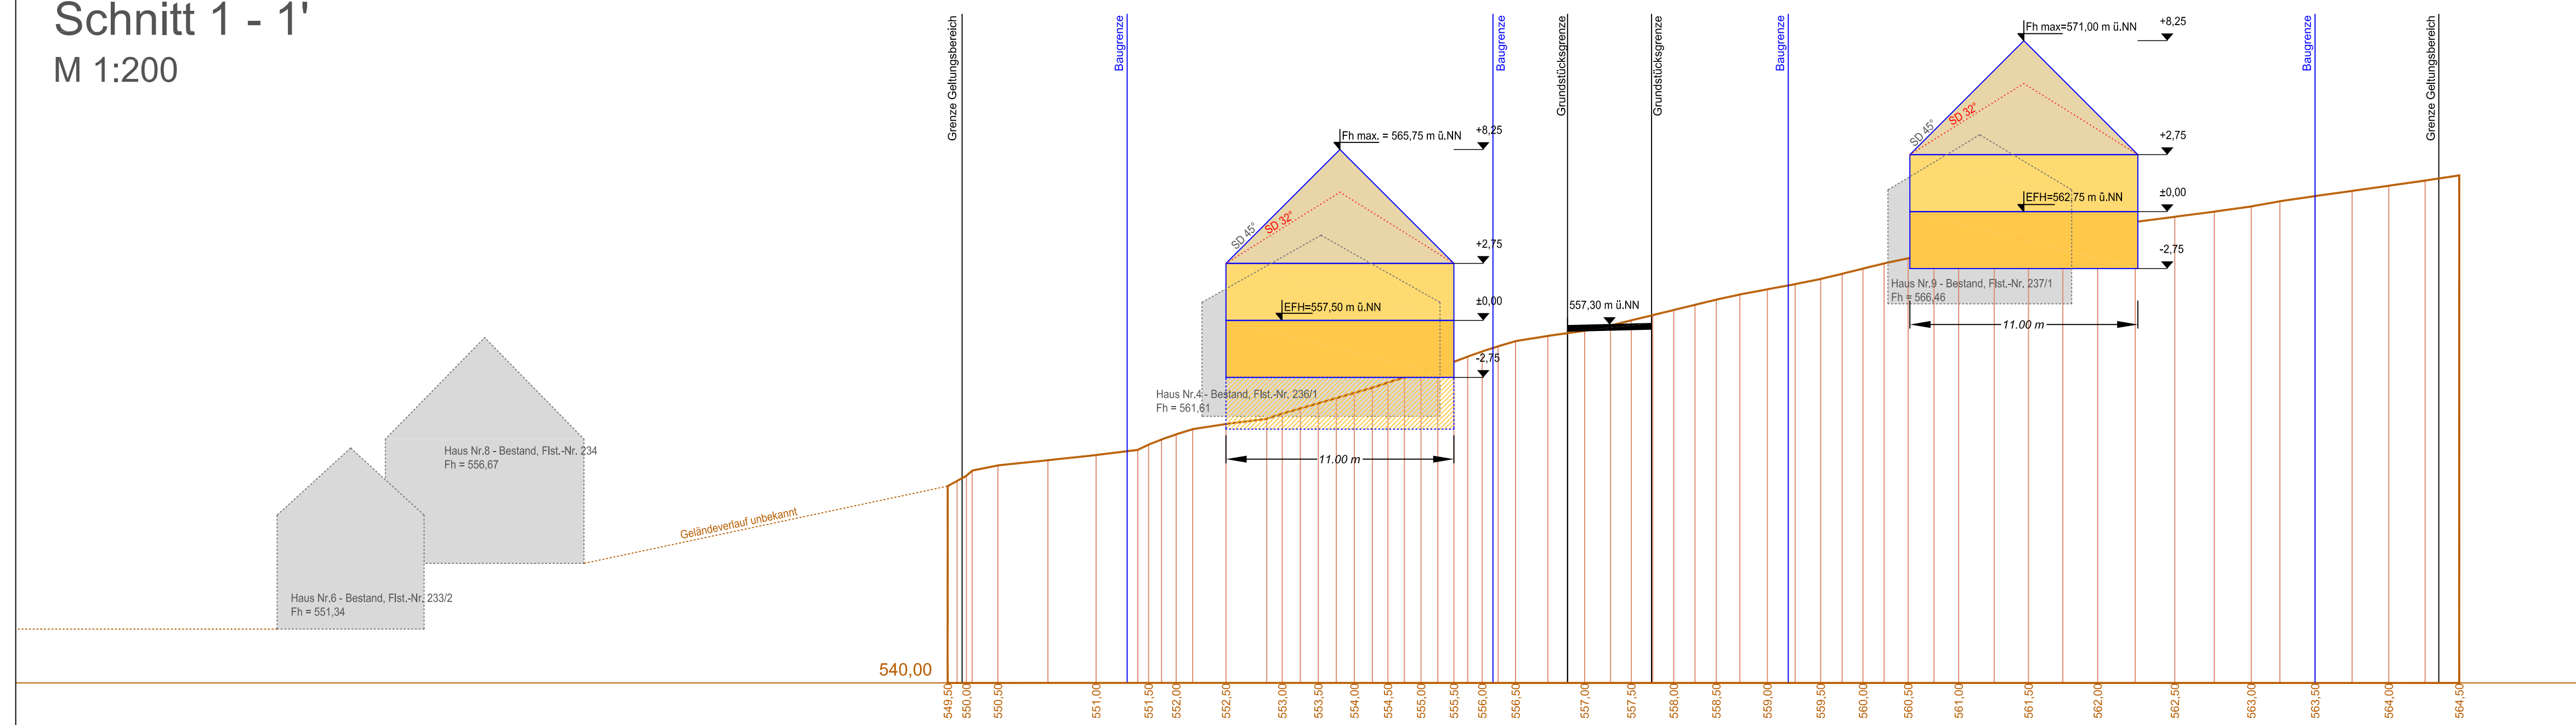 Schnitt 1 - 1'
M 1:200
Grenze Geltungsbereich
Baugrenze
Baugrenze
Grundstücksgrenze
Grundstücksgrenze
Baugrenze
Baugrenze
Grenze Geltungsbereich
Fh max=571,00 m ü.NN
+8,25
SD 45°
SD 32°
+2,75
EFH=562,75 m ü.NN
±0,00
-2,75
Haus Nr.9 - Bestand, Flst.-Nr. 237/1
Fh = 566,46
11.00 m
Fh max. = 565,75 m ü.NN
+8,25
SD 45°
SD 32°
+2,75
EFH=557,50 m ü.NN
±0,00
-2,75
557,30 m ü.NN
Haus Nr.4 - Bestand, Flst.-Nr. 236/1
Fh = 561,61
11.00 m
Haus Nr.8 - Bestand, Flst.-Nr. 234
Fh = 556,67
Geländeverlauf unbekannt
Haus Nr.6 - Bestand, Flst.-Nr. 233/2
Fh = 551,34
540,00
549,50
550,00
550,50
551,00
551,50
552,00
552,50
553,00
553,50
554,00
554,50
555,00
555,50
556,00
556,50
557,00
557,50
558,00
558,50
559,00
559,50
560,00
560,50
561,00
561,50
562,00
562,50
563,00
563,50
564,00
564,50